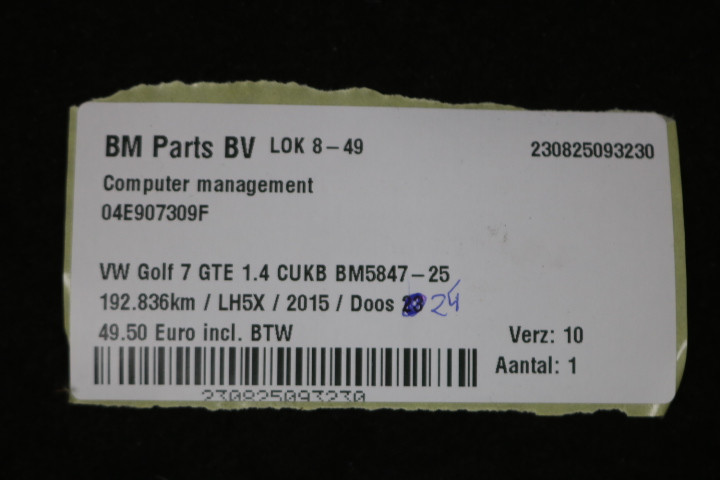 BM Parts BV LOK 8-49 230825093230
Computer management
04E907309F
VW Golf 7 GTE 1.4 CUKB BM5847-25
192.836km / LH5X / 2015 / Doos 24
49.50 Euro incl. BTW Verz: 10
Aantal: 1
230825093230